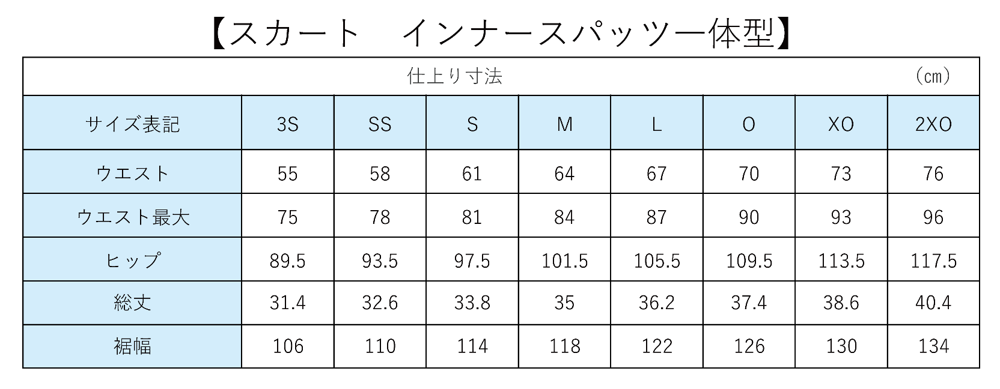 【スカート　インナースパッツ一体型】
仕上り寸法 （㎝）
サイズ表記 3S SS S M L O XO 2XO
ウエスト 55 58 61 64 67 70 73 76
ウエスト最大 75 78 81 84 87 90 93 96
ヒップ 89.5 93.5 97.5 101.5 105.5 109.5 113.5 117.5
総丈 31.4 32.6 33.8 35 36.2 37.4 38.6 40.4
裾幅 106 110 114 118 122 126 130 134